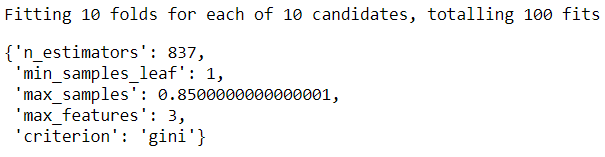 Fitting 10 folds for each of 10 candidates, totalling 100 fits
{'n_estimators': 837,
 'min_samples_leaf': 1,
 'max_samples': 0.8500000000000001,
 'max_features': 3,
 'criterion': 'gini'}